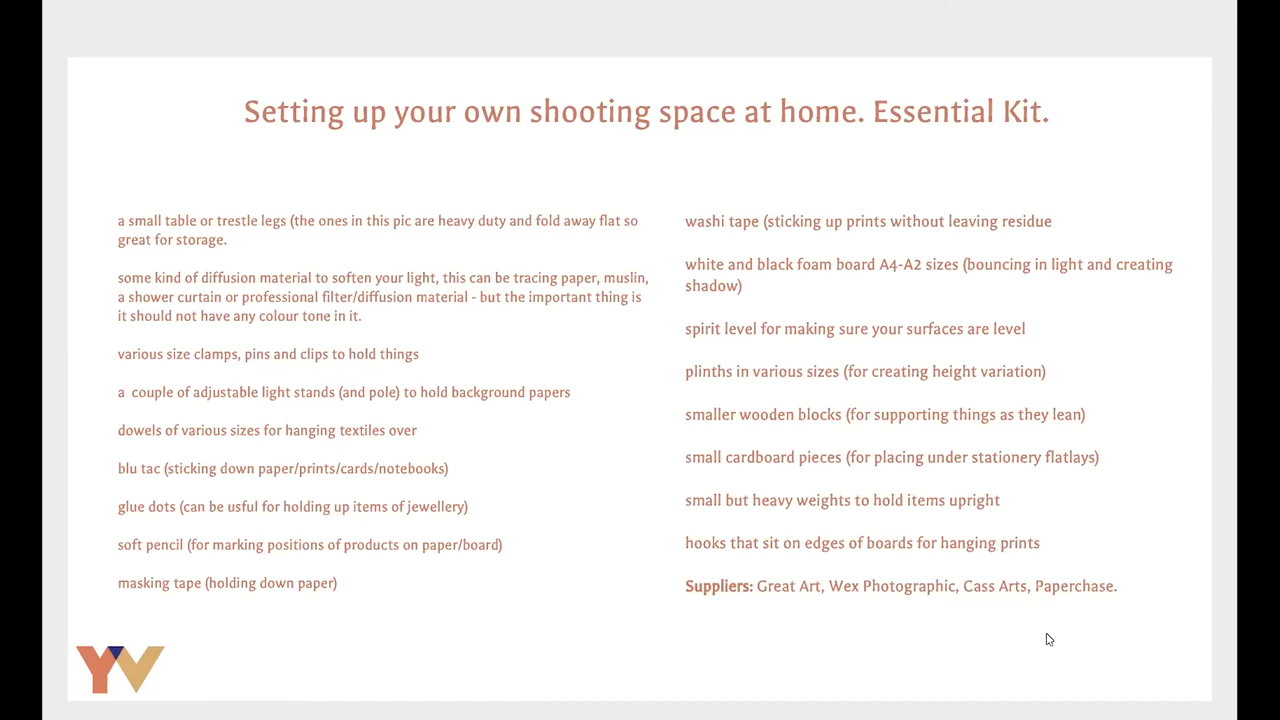 Setting up your own shooting space at home. Essential Kit.
a small table or trestle legs (the ones in this pic are heavy duty and fold away flat so
great for storage.
some kind of diffusion material to soften your light, this can be tracing paper, muslin,
a shower curtain or professional filter/diffusion material - but the important thing is
it should not have any colour tone in it.
various size clamps, pins and clips to hold things
a couple of adjustable light stands (and pole) to hold background papers
dowels of various sizes for hanging textiles over
blu tac (sticking down paper/prints/cards/notebooks)
glue dots (can be usful for holding up items of jewellery)
soft pencil (for marking positions of products on paper/board)
masking tape (holding down paper)
washi tape (sticking up prints without leaving residue
white and black foam board A4-A2 sizes (bouncing in light and creating
shadow)
spirit level for making sure your surfaces are level
plinths in various sizes (for creating height variation)
smaller wooden blocks (for supporting things as they lean)
small cardboard pieces (for placing under stationery flatlays)
small but heavy weights to hold items upright
hooks that sit on edges of boards for hanging prints
Suppliers: Great Art, Wex Photographic, Cass Arts, Paperchase.
YV